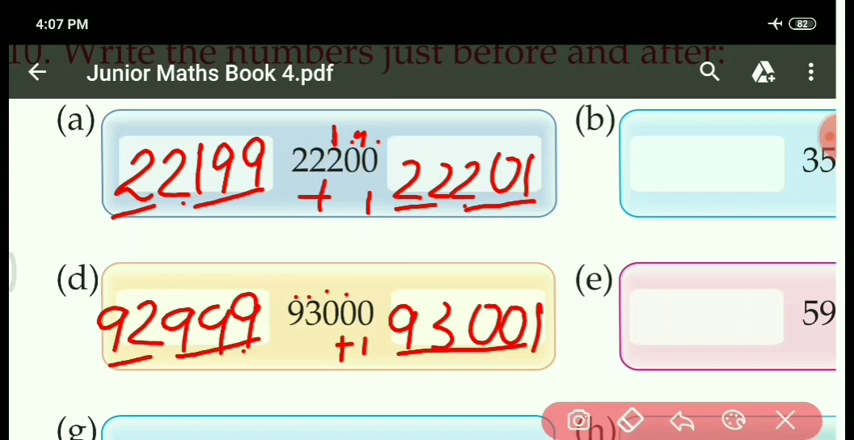 4:07 PM 82
10. Write the numbers just before and after:
Junior Maths Book 4.pdf
(a) 22199 22200 22201 (b) 35
+ 1
(d) 92999 93000 93001 (e) 59
+1
(g) (h)